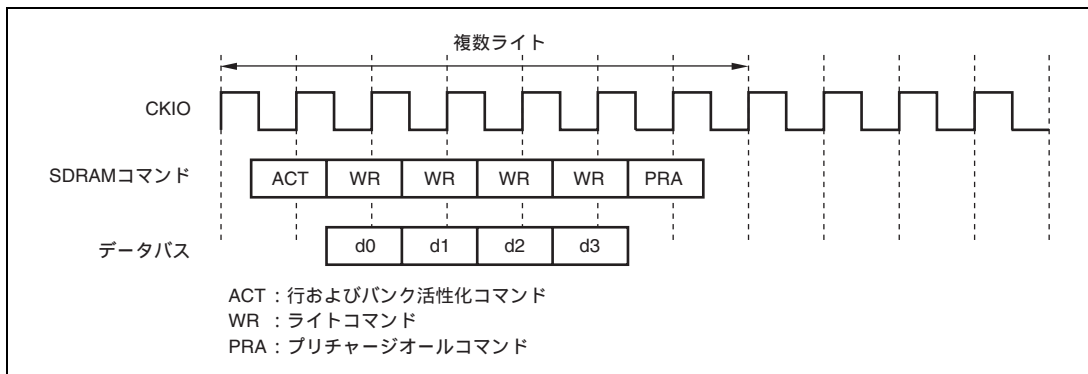 複数ライト
CKIO
SDRAMコマンド
ACT WR WR WR WR PRA
データバス
d0 d1 d2 d3
ACT：行およびバンク活性化コマンド
WR ：ライトコマンド
PRA：プリチャージオールコマンド